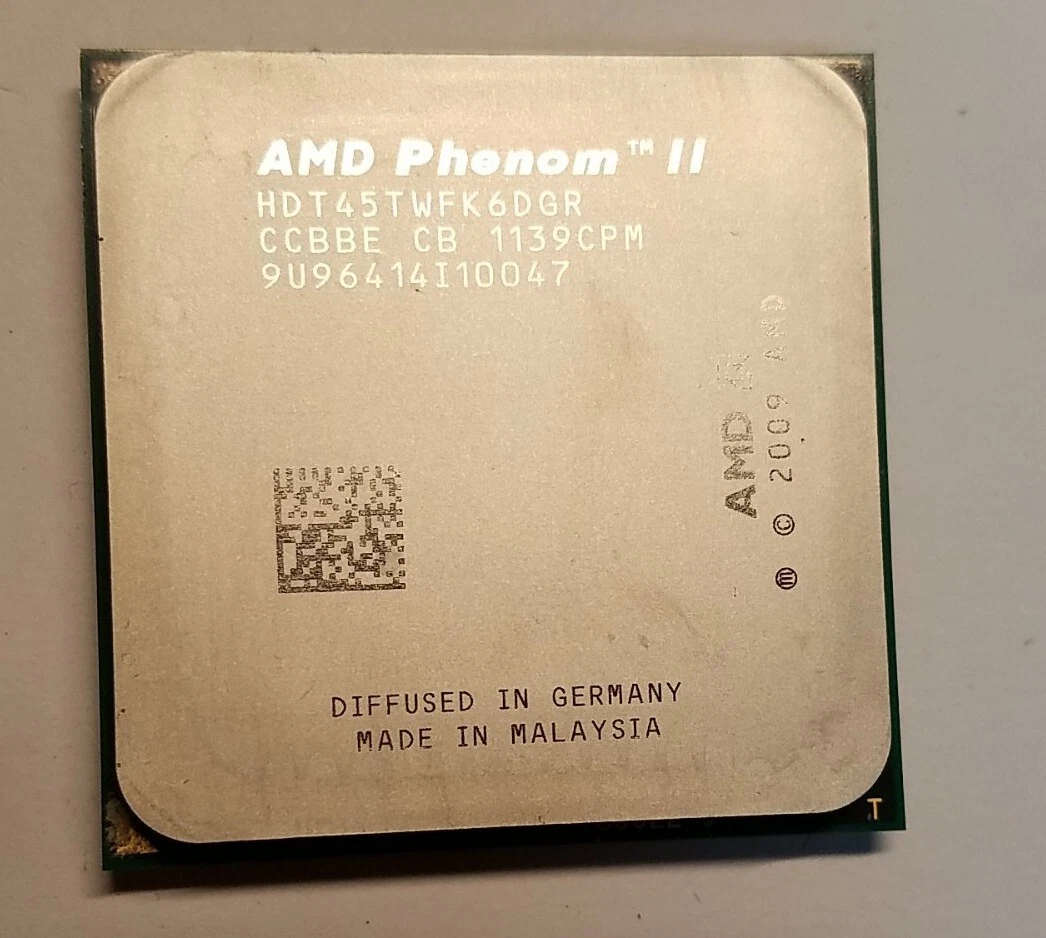 AMD Phenom™ II
HDT45TWFK6DGR
CCBBE CB 1139CPM
9U96414I10047
AMD
ⓜ © 2009 AMD
DIFFUSED IN GERMANY
MADE IN MALAYSIA
T